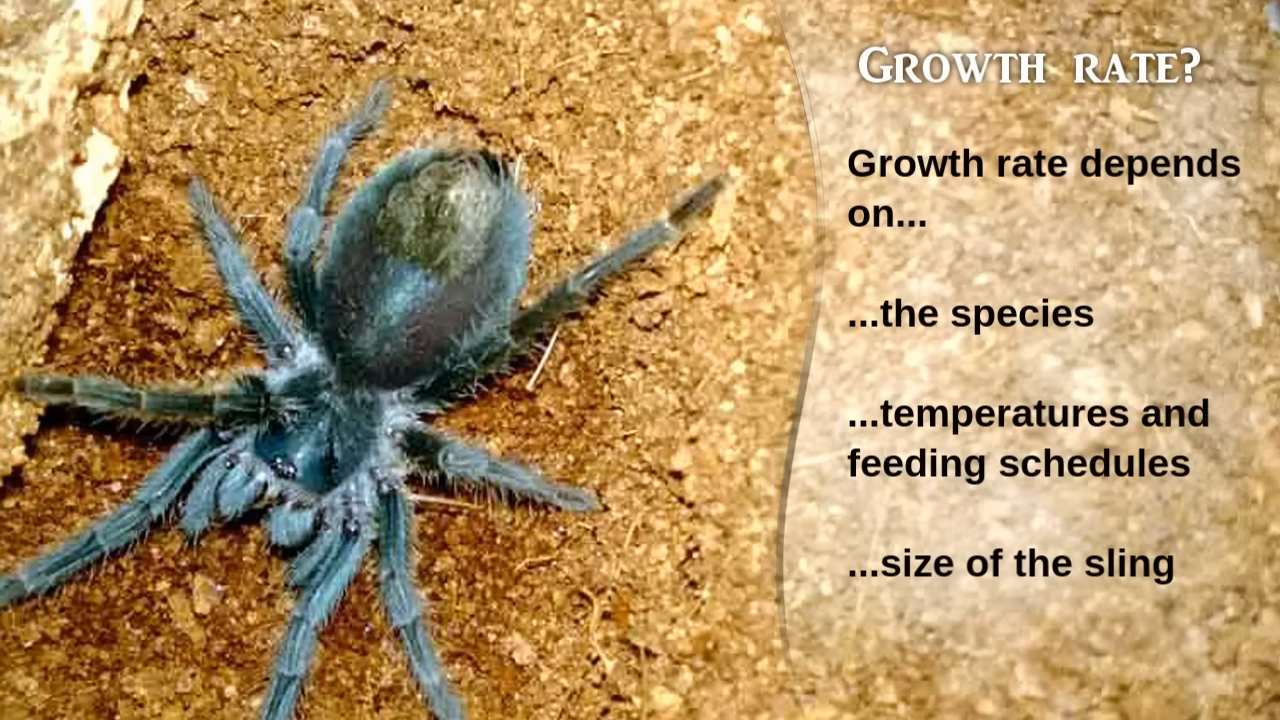 Growth rate?
Growth rate depends
on...
...the species
...temperatures and
feeding schedules
...size of the sling